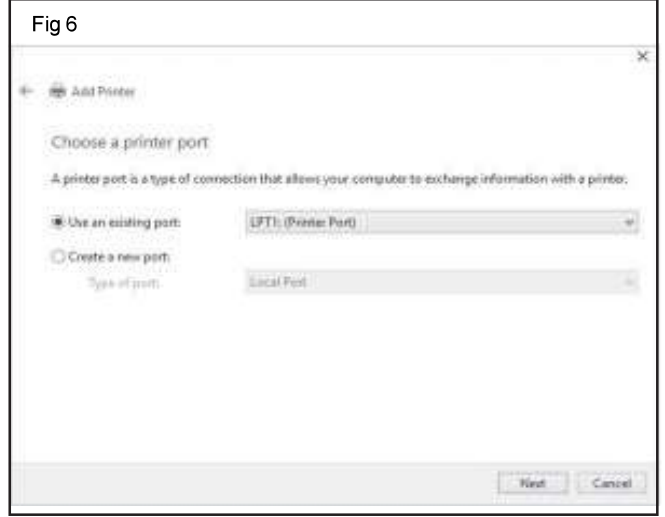 Fig 6
Add Printer
Choose a printer port
A printer port is a type of connection that allows your computer to exchange information with a printer.
Use an existing port: LPT1: (Printer Port)
Create a new port:
Type of port: Local Port
Next Cancel